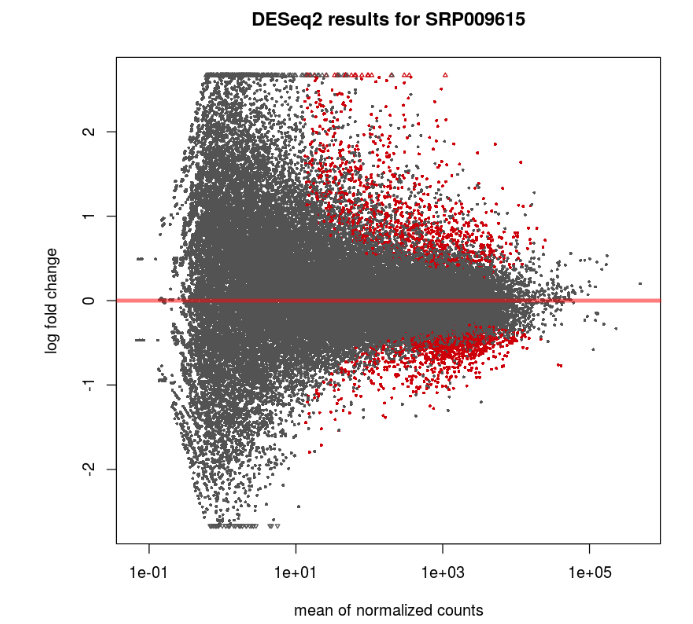 DESeq2 results for SRP009615
log fold change
2
1
0
-1
-2
1e-01
1e+01
1e+03
1e+05
mean of normalized counts